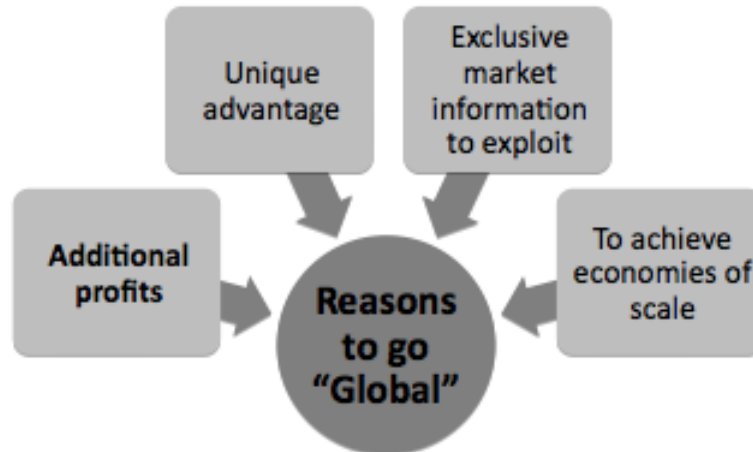 Additional
profits
Unique
advantage
Exclusive
market
information
to exploit
To achieve
economies of
scale
Reasons
to go
“Global”